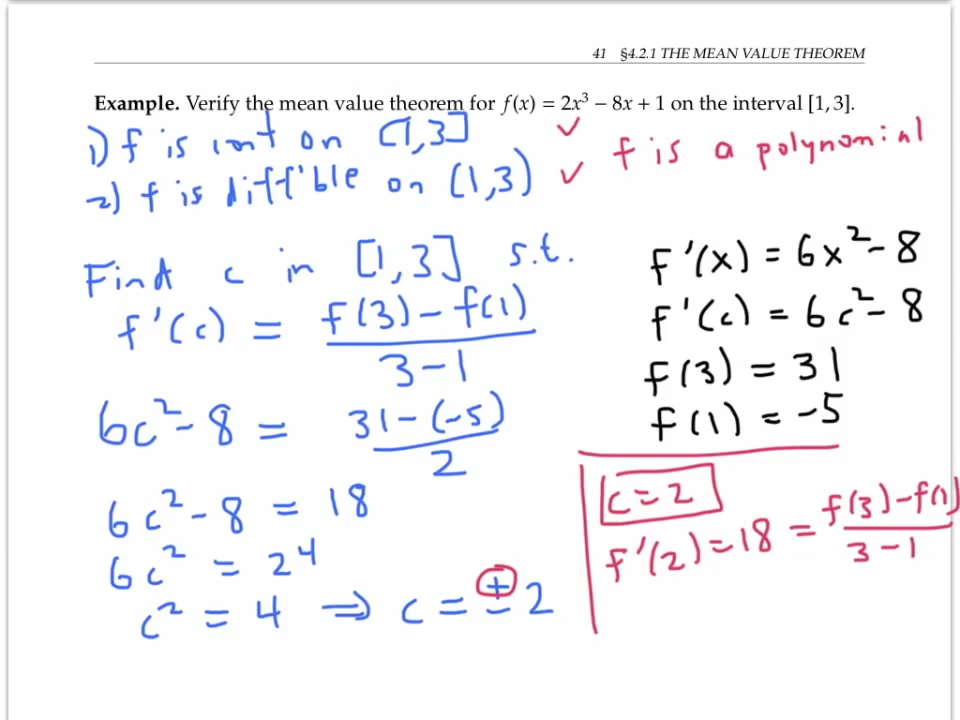 41 §4.2.1 THE MEAN VALUE THEOREM
Example. Verify the mean value theorem for f(x) = 2x³ − 8x + 1 on the interval [1, 3].
1) f is cont on [1,3] ✓ f is a polynomial
2) f is diff'ble on (1,3) ✓
Find c in [1,3] s.t.
f'(c) = (f(3) − f(1))/(3 − 1)
6c² − 8 = (31 − (−5))/2
6c² − 8 = 18
6c² = 24
c² = 4 ⇒ c = ±2
f'(x) = 6x² − 8
f'(c) = 6c² − 8
f(3) = 31
f(1) = −5
c = 2
f'(2) = 18 = (f(3) − f(1))/(3 − 1)